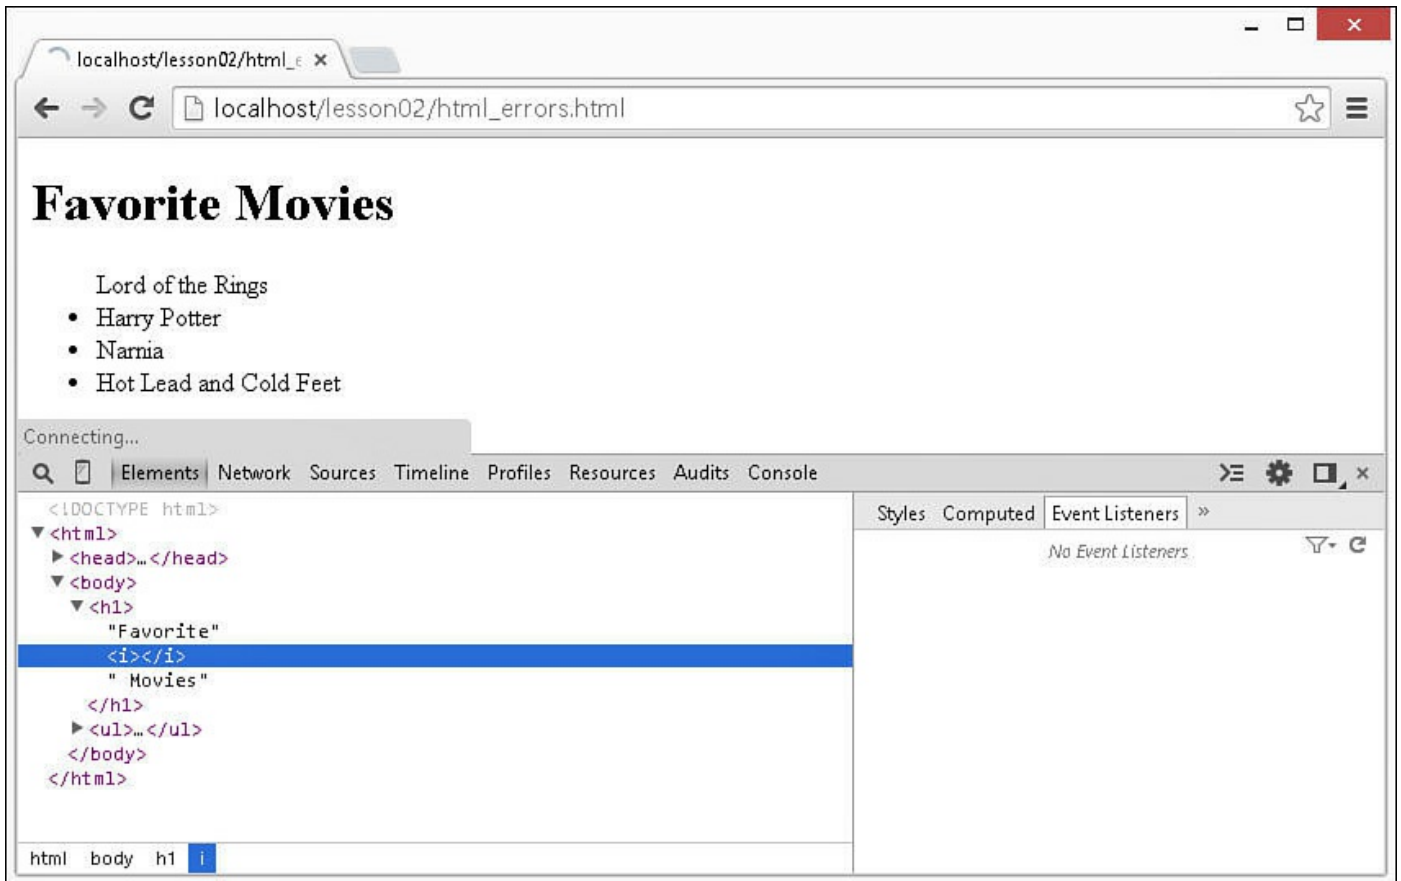 localhost/lesson02/html_e
localhost/lesson02/html_errors.html
Favorite Movies
Lord of the Rings
• Harry Potter
• Narnia
• Hot Lead and Cold Feet
Connecting...
Elements Network Sources Timeline Profiles Resources Audits Console
<!DOCTYPE html>
<html>
<head>…</head>
<body>
<h1>
"Favorite"
<i></i>
" Movies"
</h1>
<ul>…</ul>
</body>
</html>
html body h1 i
Styles Computed Event Listeners »
No Event Listeners